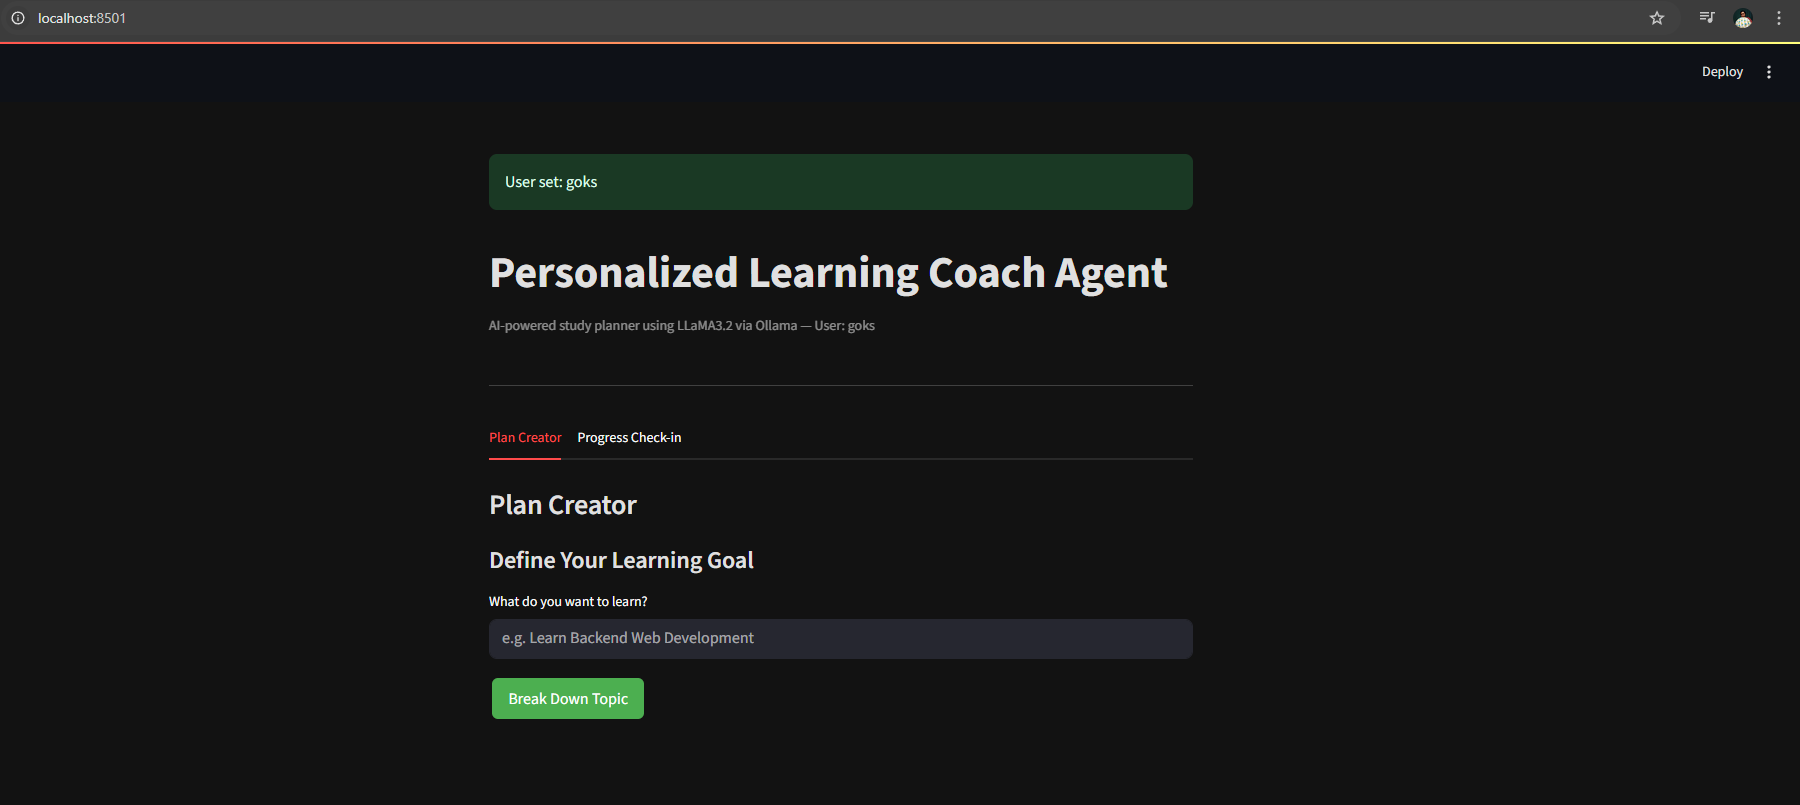 localhost:8501
Deploy
User set: goks
Personalized Learning Coach Agent
AI-powered study planner using LLaMA3.2 via Ollama — User: goks
Plan Creator Progress Check-in
Plan Creator
Define Your Learning Goal
What do you want to learn?
e.g. Learn Backend Web Development
Break Down Topic